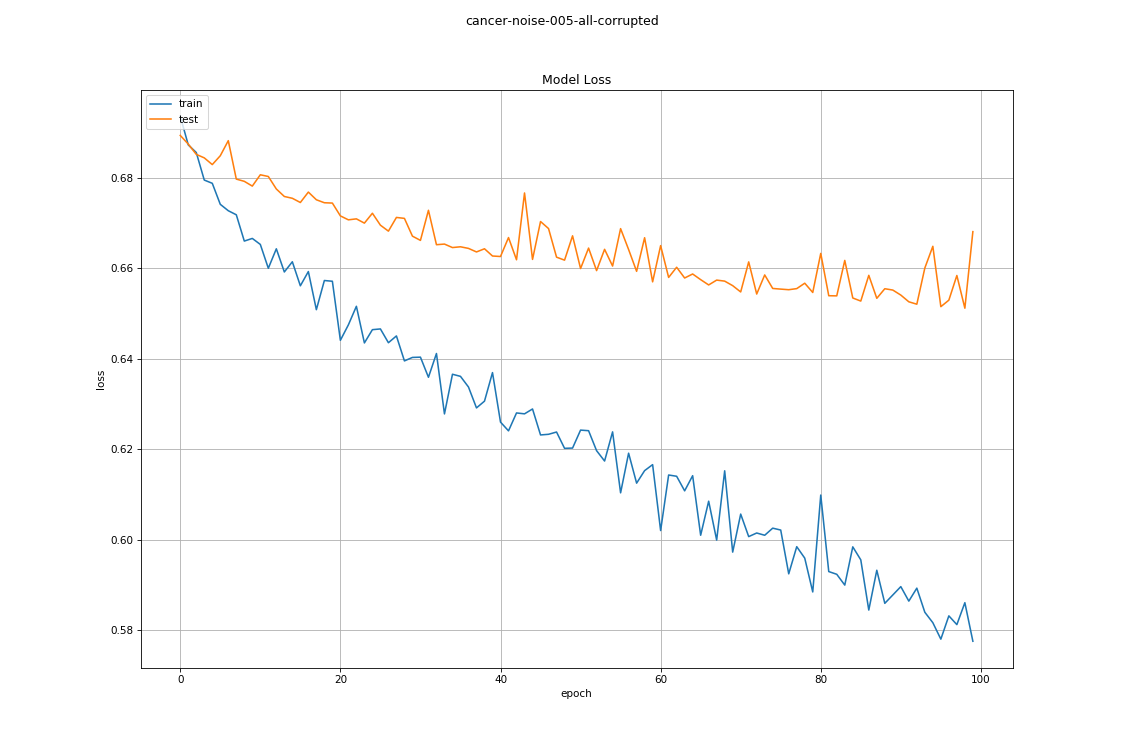 cancer-noise-005-all-corrupted
Model Loss
train
test
0.68
0.66
0.64
0.62
0.60
0.58
loss
0 20 40 60 80 100
epoch